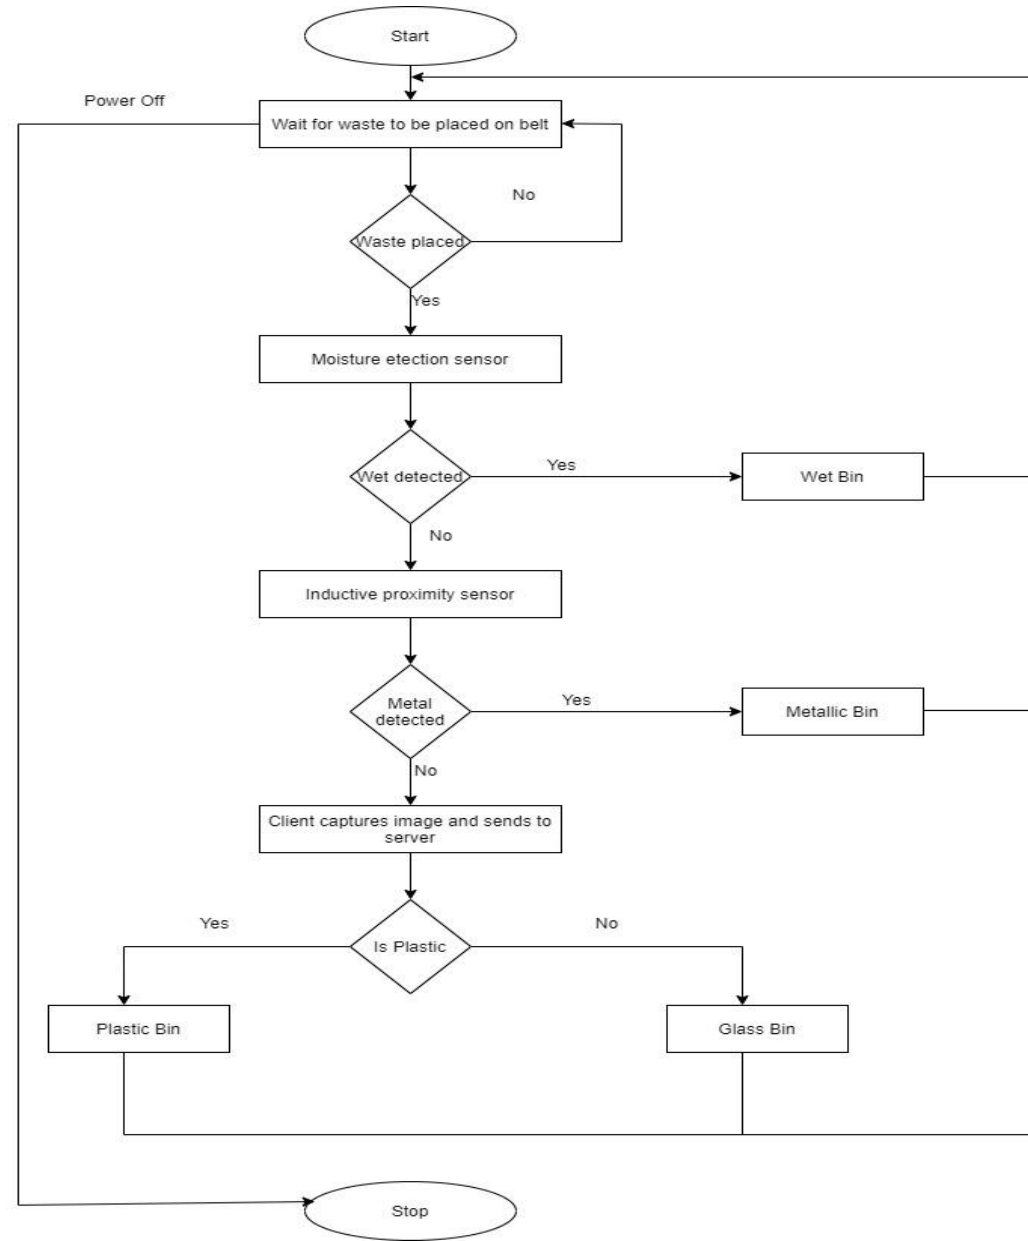 Start
Power Off
Wait for waste to be placed on belt
No
Waste placed
Yes
Moisture etection sensor
Wet detected
Yes
Wet Bin
No
Inductive proximity sensor
Metal
detected
Yes
Metallic Bin
No
Client captures image and sends to
server
Yes
Is Plastic
No
Plastic Bin
Glass Bin
Stop